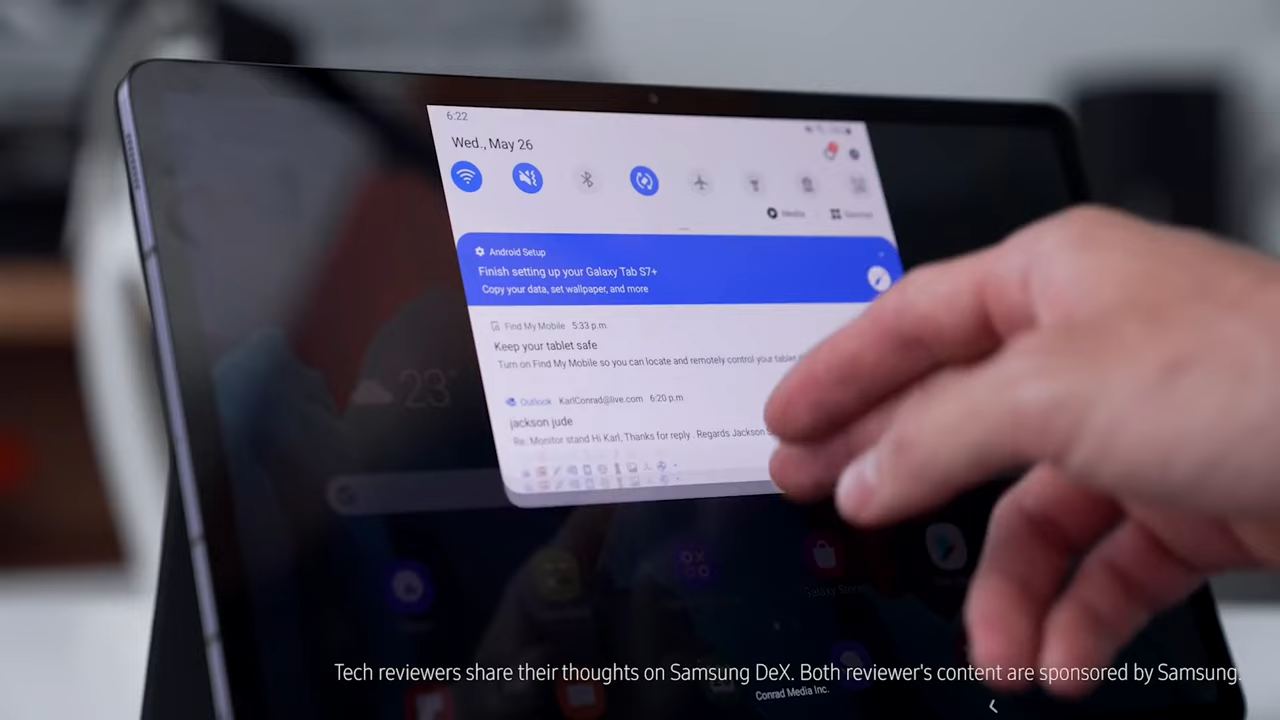 6:22
Wed., May 26
Media
Android Setup
Finish setting up your Galaxy Tab S7+
Copy your data, set wallpaper, and more
Find My Mobile 5:33 p.m.
Keep your tablet safe
Turn on Find My Mobile so you can locate and remotely control your tablet
Outlook KarlConrad@live.com 6:20 p.m.
jackson jude
Re: Monitor stand Hi Karl, Thanks for reply . Regards Jackson
23°
Galaxy Store
Tech reviewers share their thoughts on Samsung DeX. Both reviewer's content are sponsored by Samsung.
Conrad Media Inc.